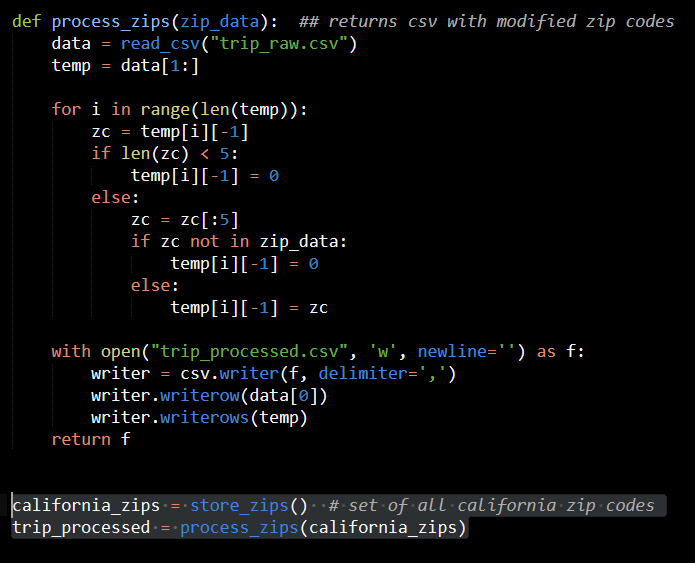 def process_zips(zip_data):  ## returns csv with modified zip codes
    data = read_csv("trip_raw.csv")
    temp = data[1:]

    for i in range(len(temp)):
        zc = temp[i][-1]
        if len(zc) < 5:
            temp[i][-1] = 0
        else:
            zc = zc[:5]
            if zc not in zip_data:
                temp[i][-1] = 0
            else:
                temp[i][-1] = zc

    with open("trip_processed.csv", 'w', newline='') as f:
        writer = csv.writer(f, delimiter=',')
        writer.writerow(data[0])
        writer.writerows(temp)
    return f


california_zips = store_zips()  # set of all california zip codes
trip_processed = process_zips(california_zips)